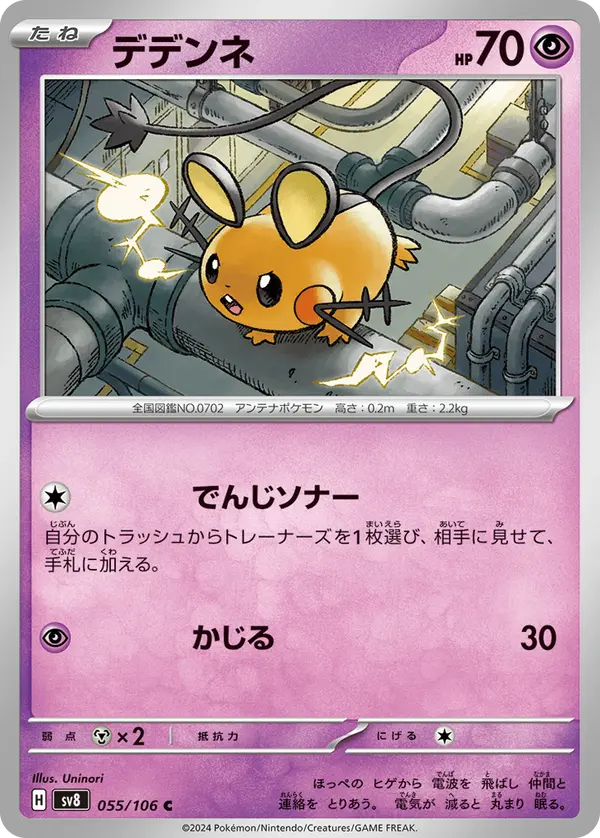 たね デデンネ HP70
全国図鑑NO.0702 アンテナポケモン 高さ:0.2m 重さ:2.2kg
でんじソナー
自分のトラッシュからトレーナーズを1枚選び、相手に見せて、
手札に加える。
かじる 30
弱点 ×2 抵抗力 にげる
Illus. Uninori
H sv8 055/106 C
ほっぺの ヒゲから 電波を 飛ばし 仲間と
連絡を とりあう。電気が 減ると 丸まり 眠る。
©2024 Pokémon/Nintendo/Creatures/GAME FREAK.